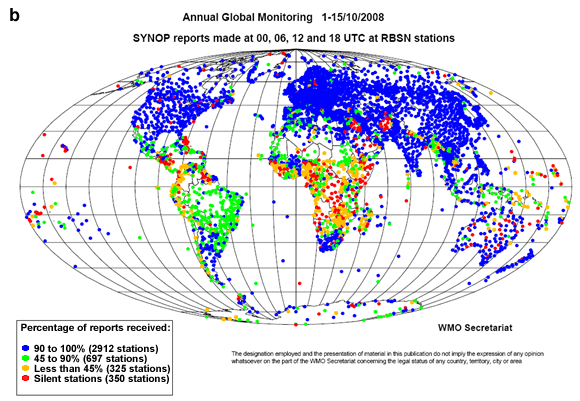 b
Annual Global Monitoring 1-15/10/2008
SYNOP reports made at 00, 06, 12 and 18 UTC at RBSN stations
Percentage of reports received:
90 to 100% (2912 stations)
45 to 90% (697 stations)
Less than 45% (325 stations)
Silent stations (350 stations)
WMO Secretariat
The designation employed and the presentation of material in this publication do not imply the expression of any opinion
whatsoever on the part of the WMO Secretariat concerning the legal status of any country, territory, city or area